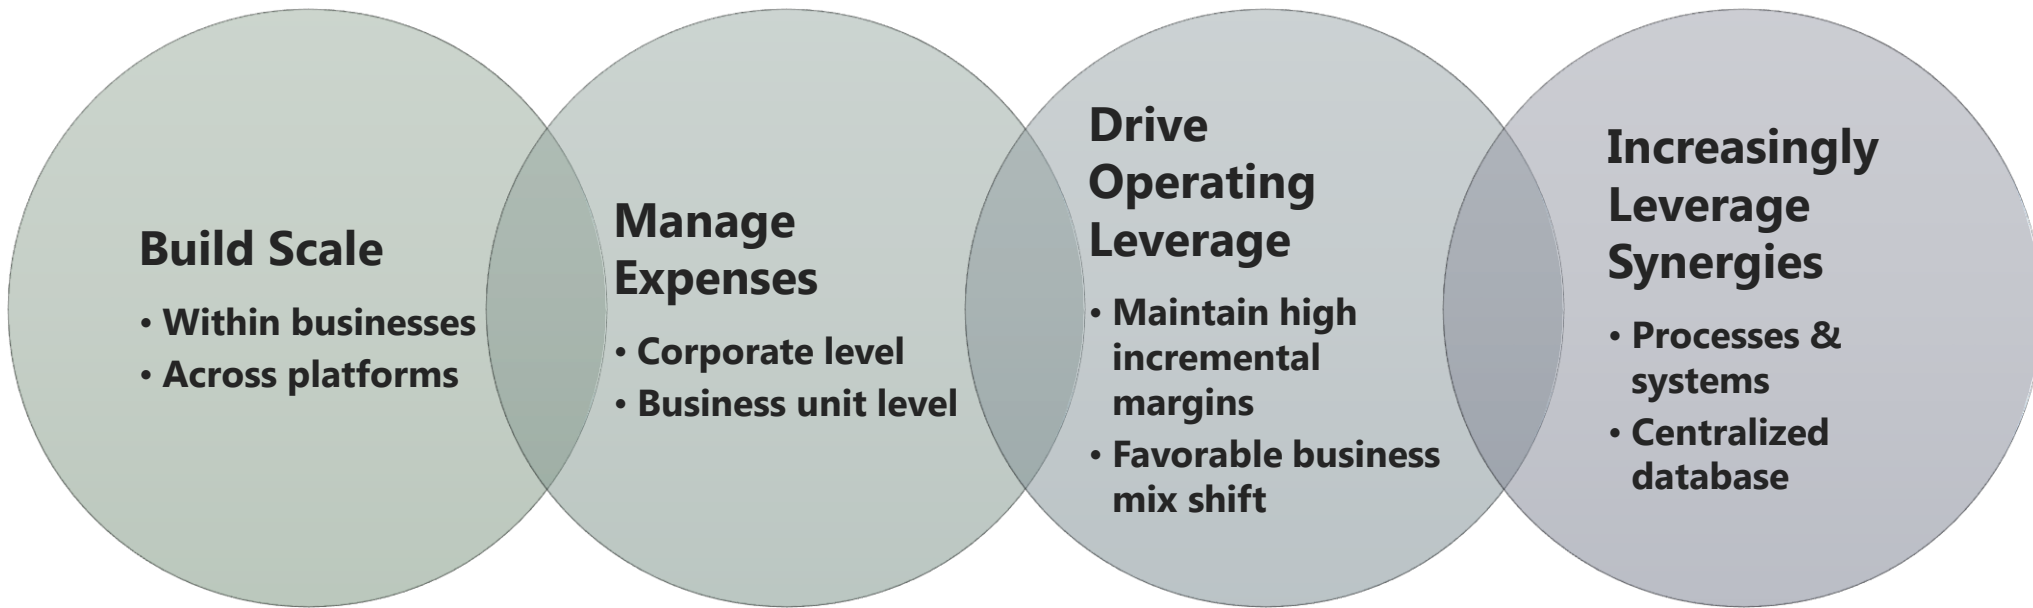 Build Scale
• Within businesses
• Across platforms
Manage
Expenses
• Corporate level
• Business unit level
Drive
Operating
Leverage
• Maintain high
incremental
margins
• Favorable business
mix shift
Increasingly
Leverage
Synergies
• Processes &
systems
• Centralized
database